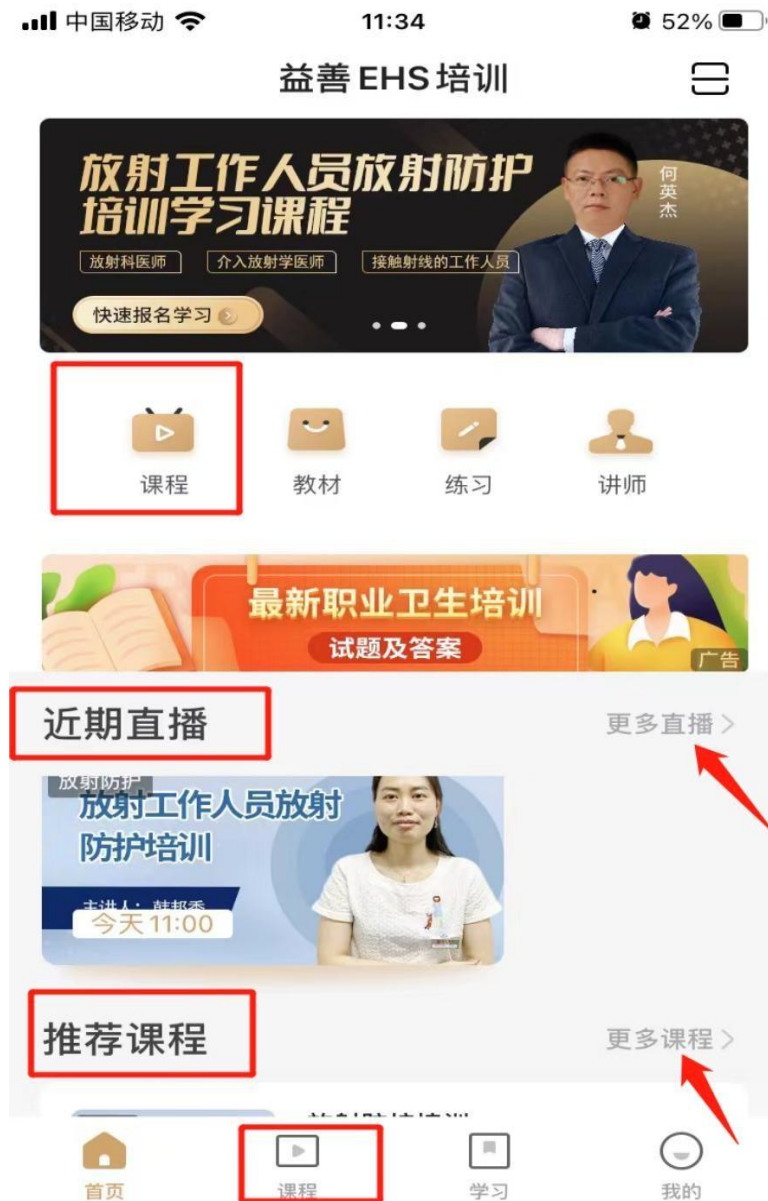 中国移动
11:34
52%
益善EHS培训
放射工作人员放射防护
培训学习课程
何英杰
放射科医师
介入放射学医师
接触射线的工作人员
快速报名学习
课程
教材
练习
讲师
最新职业卫生培训
试题及答案
广告
近期直播
更多直播
放射防护
放射工作人员放射
防护培训
主讲人：韩邦秀
今天11:00
推荐课程
更多课程
首页
课程
学习
我的